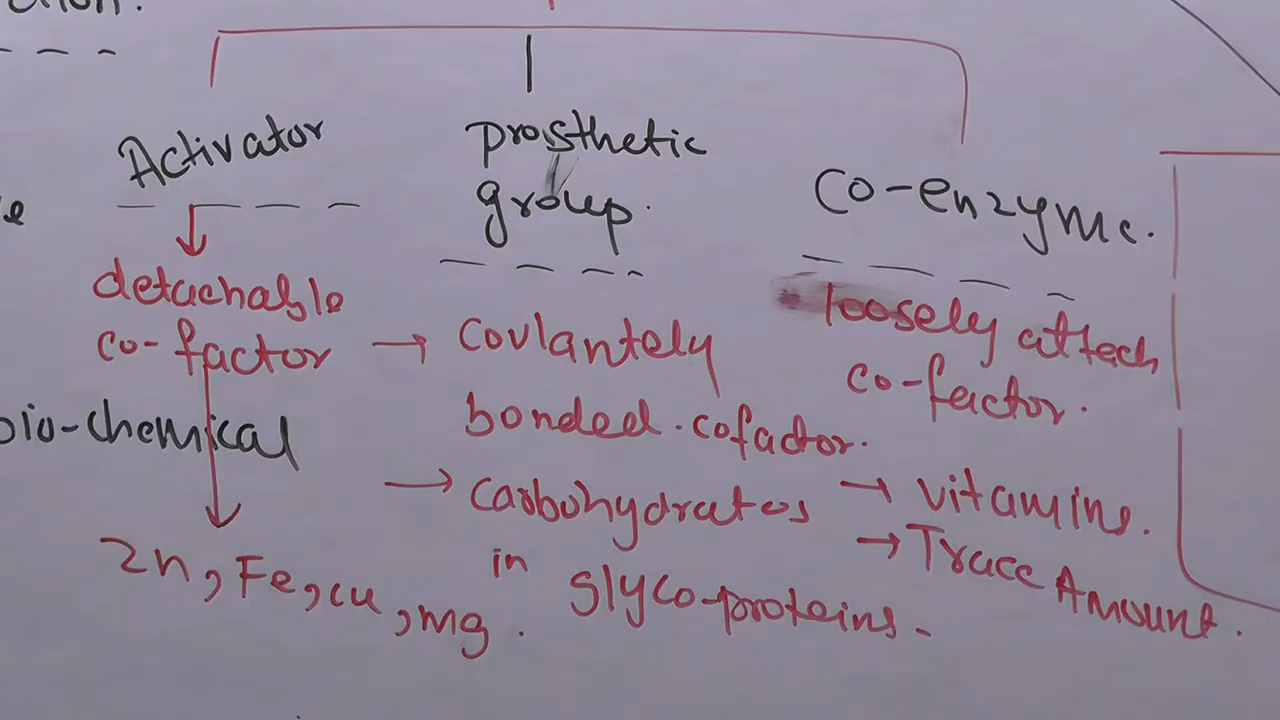 Activator
detachable
co-factor
bio-chemical
Zn, Fe, cu, mg.
prosthetic
group.
→ covlantely
bonded. cofactor.
→ carbohydrates
in glyco-proteins.
Co-enzyme.
loosely attach
co-factor.
→ vitamins.
→ Trace Amount.